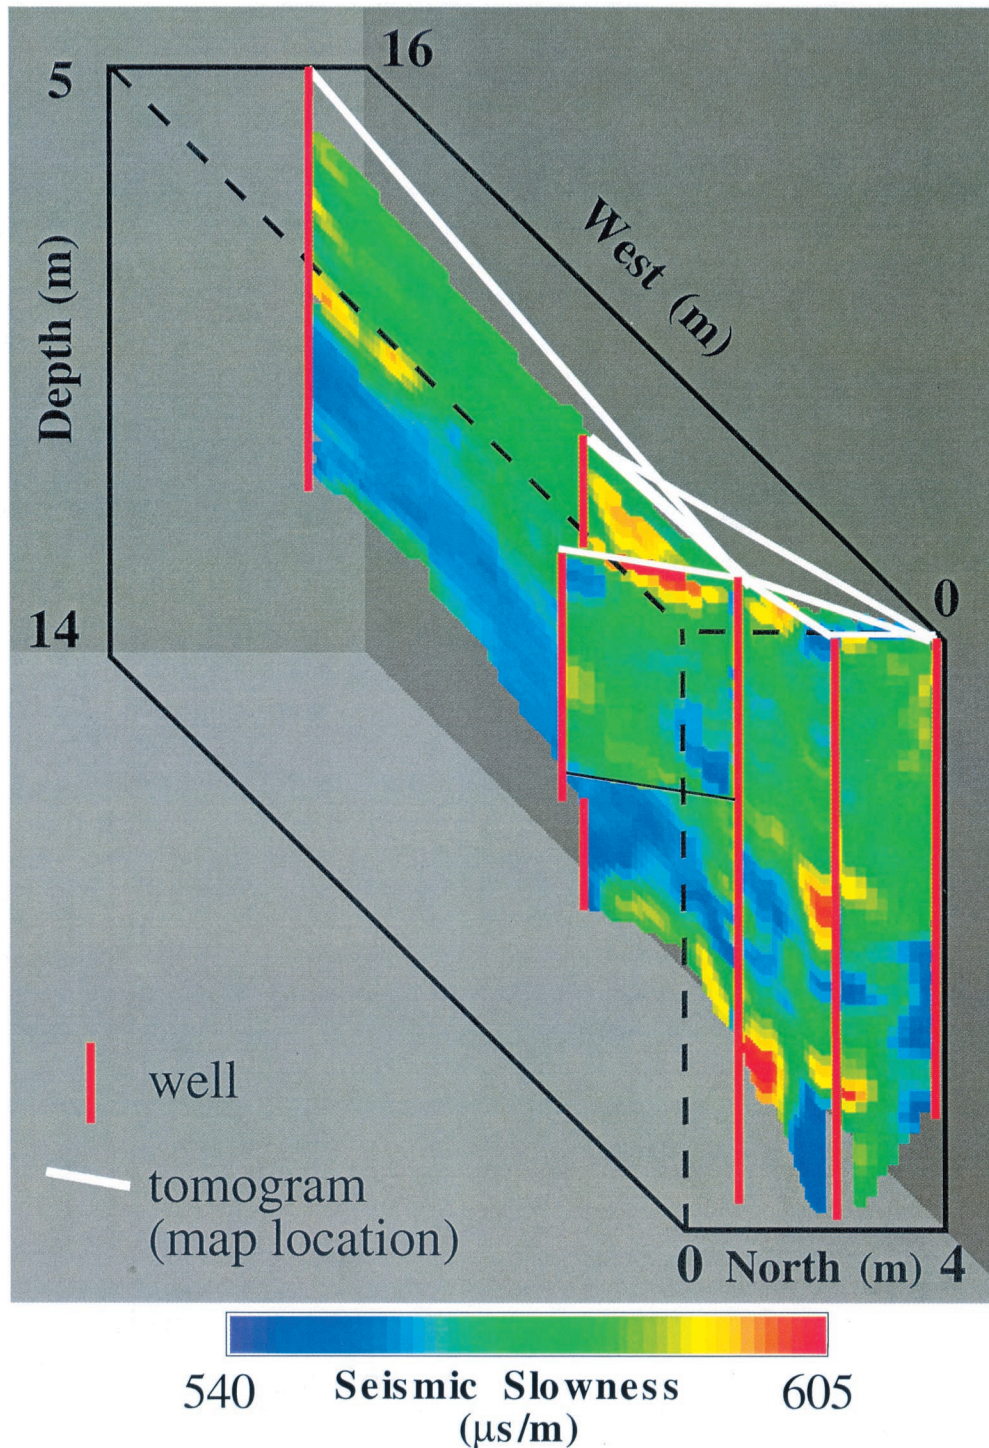 16
5
West (m)
Depth (m)
0
14
well
tomogram
(map location)
0 North (m) 4
540 Seismic Slowness 605
(μs/m)